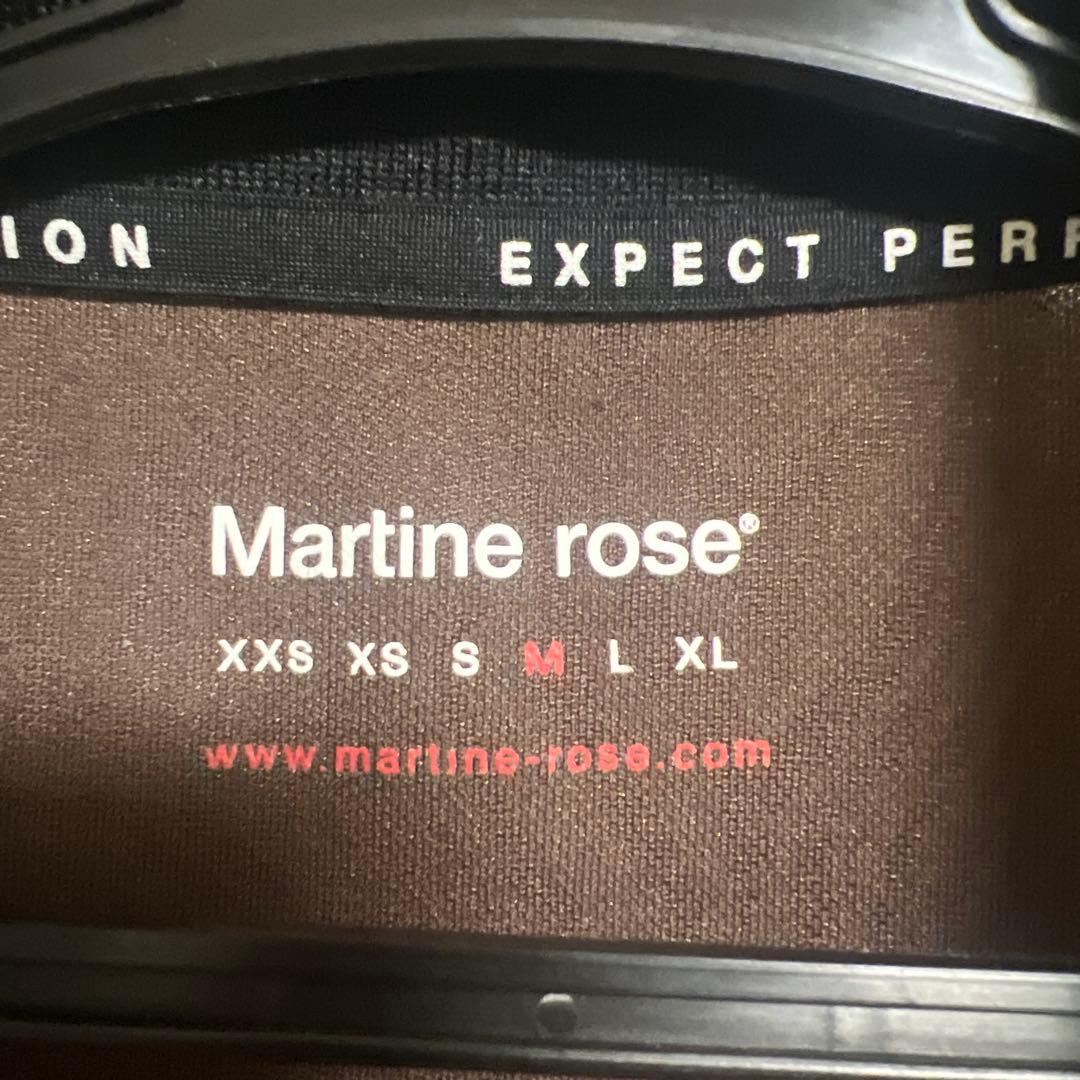 ION EXPECT PERF
Martine rose®
XXS XS S M L XL
www.martine-rose.com